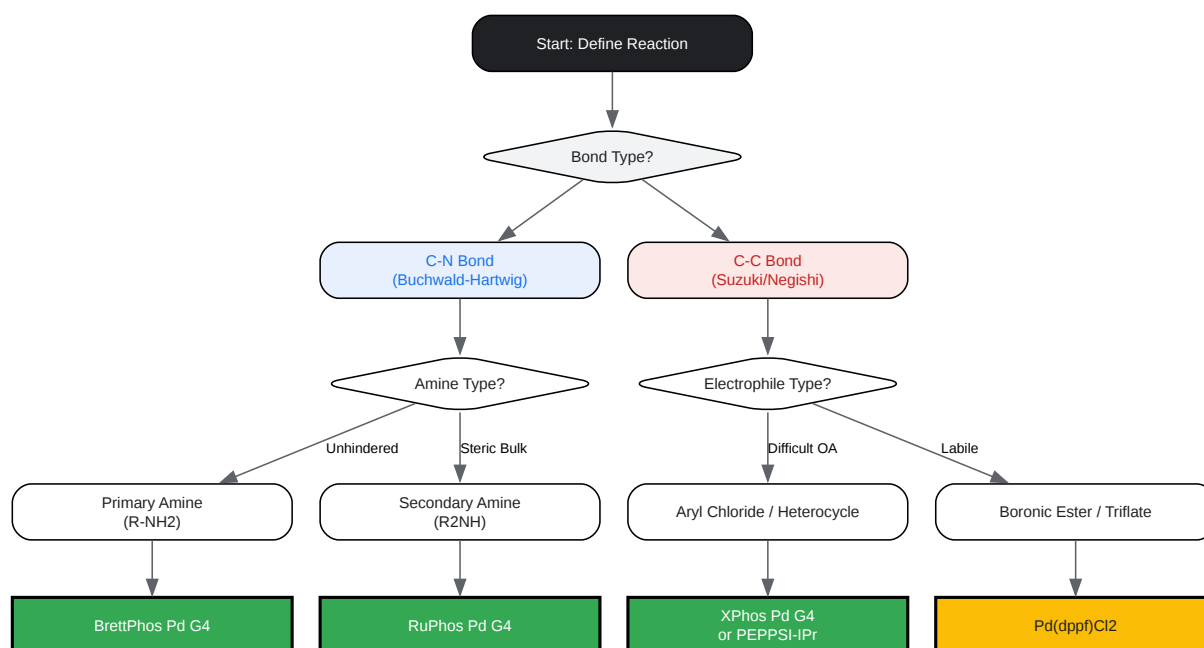 Start: Define Reaction
Bond Type?
C-N Bond
(Buchwald-Hartwig)
C-C Bond
(Suzuki/Negishi)
Amine Type?
Electrophile Type?
Unhindered
Steric Bulk
Difficult OA
Labile
Primary Amine
(R-NH2)
Secondary Amine
(R2NH)
Aryl Chloride / Heterocycle
Boronic Ester / Triflate
BrettPhos Pd G4
RuPhos Pd G4
XPhos Pd G4
or PEPPSI-IPr
Pd(dppf)Cl2